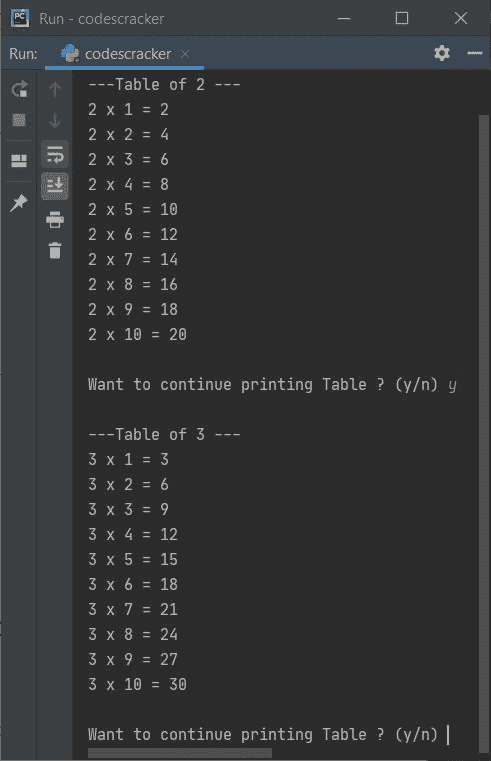 Run - codescracker
Run: codescracker
---Table of 2 ---
2 x 1 = 2
2 x 2 = 4
2 x 3 = 6
2 x 4 = 8
2 x 5 = 10
2 x 6 = 12
2 x 7 = 14
2 x 8 = 16
2 x 9 = 18
2 x 10 = 20
Want to continue printing Table ? (y/n) y
---Table of 3 ---
3 x 1 = 3
3 x 2 = 6
3 x 3 = 9
3 x 4 = 12
3 x 5 = 15
3 x 6 = 18
3 x 7 = 21
3 x 8 = 24
3 x 9 = 27
3 x 10 = 30
Want to continue printing Table ? (y/n)